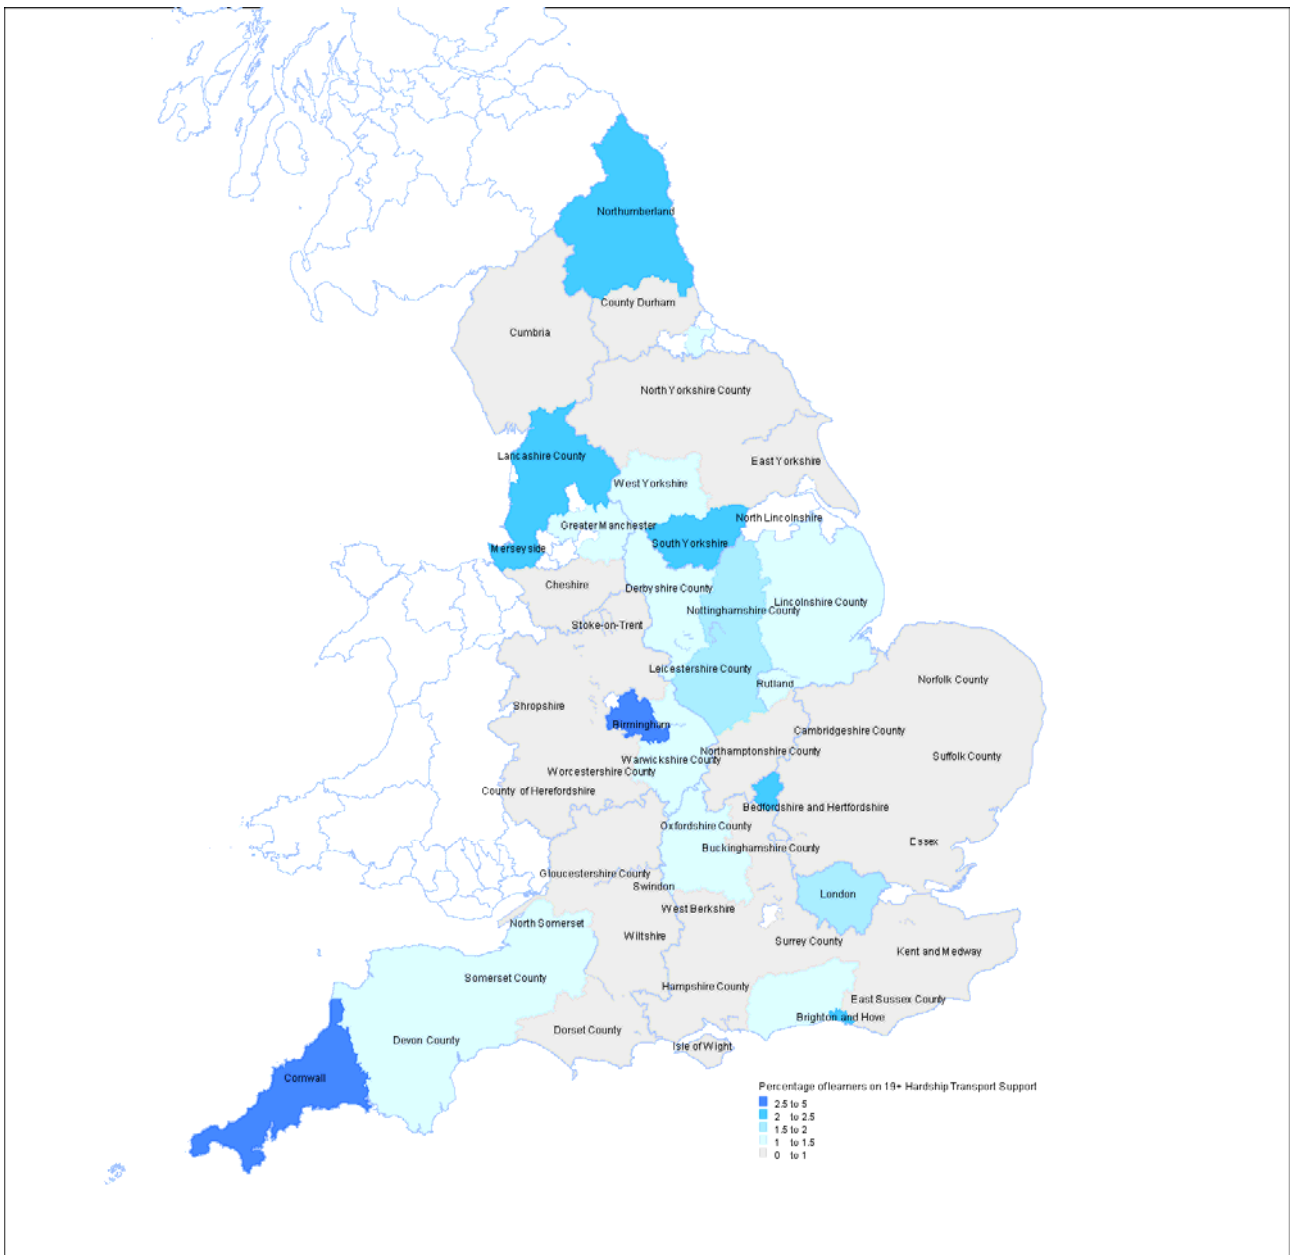 Northumberland
County Durham
Cumbria
North Yorkshire County
Lancashire County
East Yorkshire
West Yorkshire
North Lincolnshire
Greater Manchester
South Yorkshire
Merseyside
Cheshire
Derbyshire County
Lincolnshire County
Nottinghamshire County
Stoke-on-Trent
Leicestershire County
Rutland
Norfolk County
Shropshire
Birmingham
Cambridgeshire County
Northamptonshire County
Suffolk County
Warwickshire County
Worcestershire County
County of Herefordshire
Bedfordshire and Hertfordshire
Oxfordshire County
Essex
Buckinghamshire County
Gloucestershire County
Swindon
London
West Berkshire
North Somerset
Wiltshire
Surrey County
Kent and Medway
Somerset County
Hampshire County
East Sussex County
Brighton and Hove
Dorset County
Devon County
Isle of Wight
Cornwall
Percentage of learners on 19+ Hardship Transport Support
2.5 to 5
2 to 2.5
1.5 to 2
1 to 1.5
0 to 1